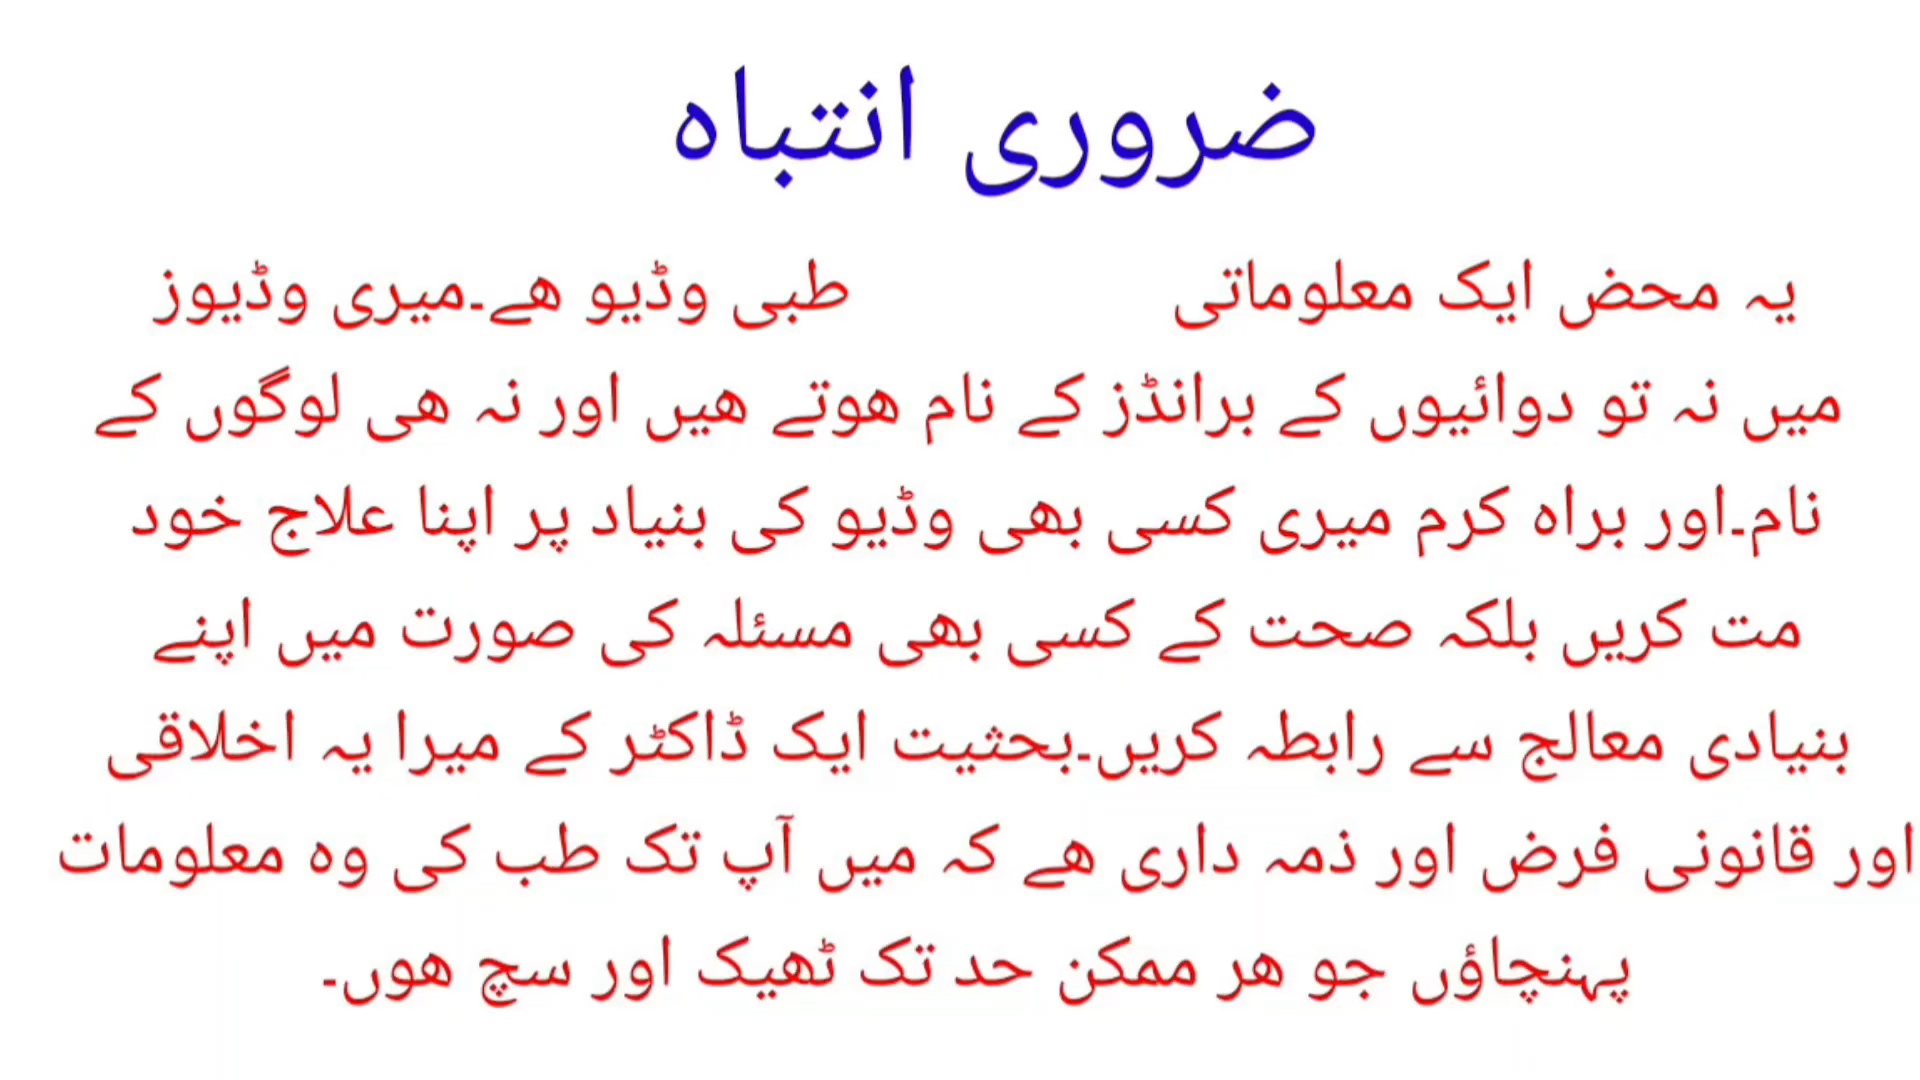 ضروری انتباہ
یہ محض ایک معلوماتی طبی وڈیو ھے۔میری وڈیوز
میں نہ تو دوائیوں کے برانڈز کے نام ھوتے ھیں اور نہ ھی لوگوں کے
نام۔اور براہ کرم میری کسی بھی وڈیو کی بنیاد پر اپنا علاج خود
مت کریں بلکہ صحت کے کسی بھی مسئلہ کی صورت میں اپنے
بنیادی معالج سے رابطہ کریں۔بحثیت ایک ڈاکٹر کے میرا یہ اخلاقی
اور قانونی فرض اور ذمہ داری ھے کہ میں آپ تک طب کی وہ معلومات
پہنچاؤں جو ھر ممکن حد تک ٹھیک اور سچ ھوں۔